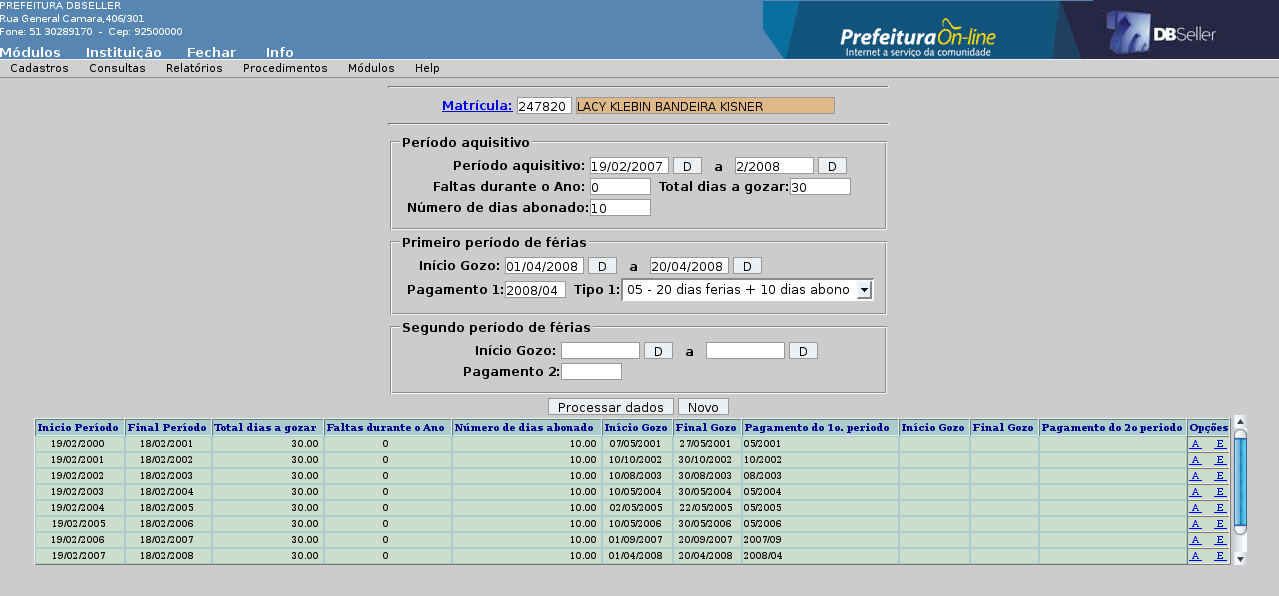 PREFEITURA DBSELLER
Rua General Camara,406/301
Fone: 51 30289170 - Cep: 92500000
Prefeitura On-line
Internet a serviço da comunidade
DBSeller
Módulos Instituição Fechar Info
Cadastros Consultas Relatórios Procedimentos Módulos Help
Matrícula: 247820 LACY KLEBIN BANDEIRA KISNER
Período aquisitivo
Período aquisitivo: 19/02/2007 D a 2/2008 D
Faltas durante o Ano: 0 Total dias a gozar: 30
Número de dias abonado: 10
Primeiro período de férias
Início Gozo: 01/04/2008 D a 20/04/2008 D
Pagamento 1: 2008/04 Tipo 1: 05 - 20 dias ferias + 10 dias abono
Segundo período de férias
Início Gozo: D a D
Pagamento 2:
Processar dados Novo
Inicio Período Final Período Total dias a gozar Faltas durante o Ano Número de dias abonado Início Gozo Final Gozo Pagamento do 1o. periodo Início Gozo Final Gozo Pagamento do 2o periodo Opções
19/02/2000 18/02/2001 30.00 0 10.00 07/05/2001 27/05/2001 05/2001 A E
19/02/2001 18/02/2002 30.00 0 10.00 10/10/2002 30/10/2002 10/2002 A E
19/02/2002 18/02/2003 30.00 0 10.00 10/08/2003 30/08/2003 08/2003 A E
19/02/2003 18/02/2004 30.00 0 10.00 10/05/2004 30/05/2004 05/2004 A E
19/02/2004 18/02/2005 30.00 0 10.00 02/05/2005 22/05/2005 05/2005 A E
19/02/2005 18/02/2006 30.00 0 10.00 10/05/2006 30/05/2006 05/2006 A E
19/02/2006 18/02/2007 30.00 0 10.00 01/09/2007 20/09/2007 2007/09 A E
19/02/2007 18/02/2008 30.00 0 10.00 01/04/2008 20/04/2008 2008/04 A E